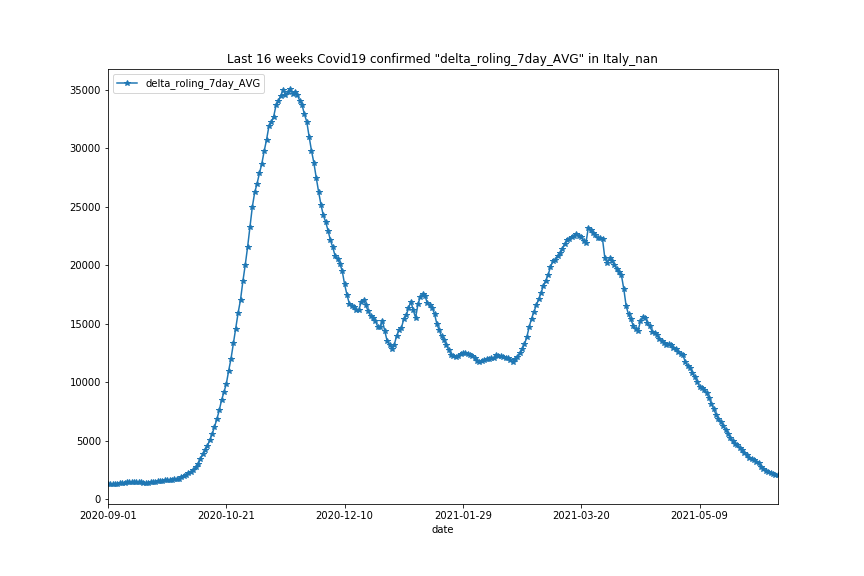 Last 16 weeks Covid19 confirmed "delta_roling_7day_AVG" in Italy_nan
delta_roling_7day_AVG
35000
30000
25000
20000
15000
10000
5000
0
2020-09-01 2020-10-21 2020-12-10 2021-01-29 2021-03-20 2021-05-09
date